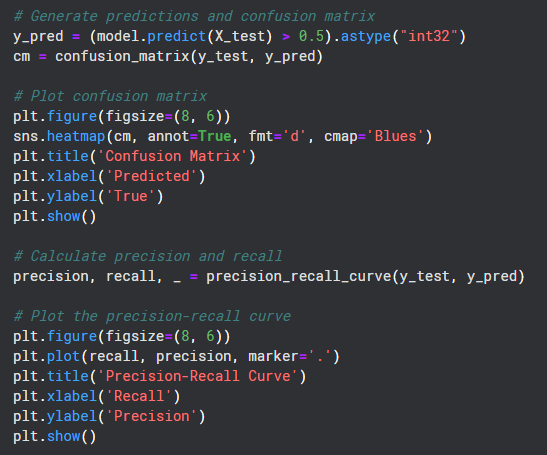 # Generate predictions and confusion matrix
y_pred = (model.predict(X_test) > 0.5).astype("int32")
cm = confusion_matrix(y_test, y_pred)

# Plot confusion matrix
plt.figure(figsize=(8, 6))
sns.heatmap(cm, annot=True, fmt='d', cmap='Blues')
plt.title('Confusion Matrix')
plt.xlabel('Predicted')
plt.ylabel('True')
plt.show()

# Calculate precision and recall
precision, recall, _ = precision_recall_curve(y_test, y_pred)

# Plot the precision-recall curve
plt.figure(figsize=(8, 6))
plt.plot(recall, precision, marker='.')
plt.title('Precision-Recall Curve')
plt.xlabel('Recall')
plt.ylabel('Precision')
plt.show()